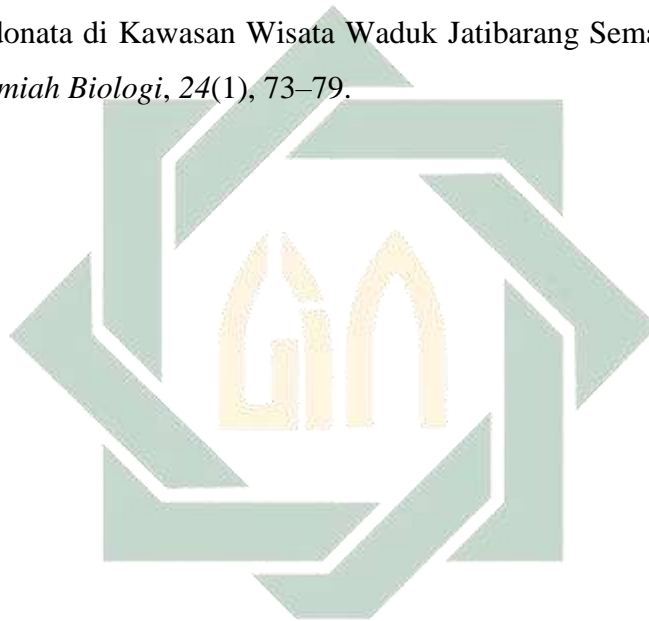 donata di Kawasan Wisata Waduk Jatibarang Sema
miah Biologi, 24(1), 73–79.